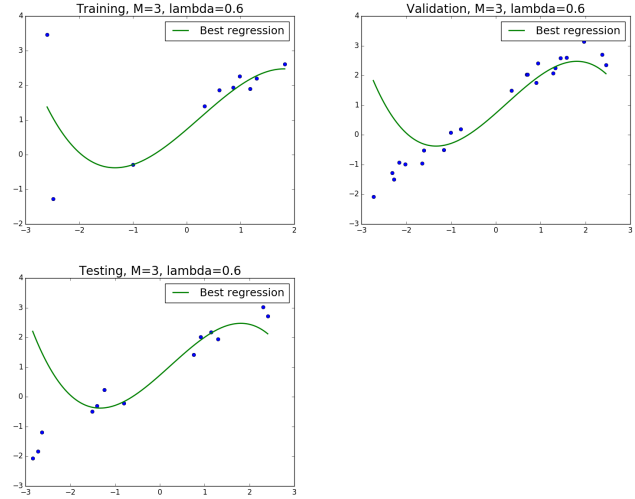 Training, M=3, lambda=0.6
Best regression
4
3
2
1
0
−1
−2
−3 −2 −1 0 1 2
Validation, M=3, lambda=0.6
Best regression
4
3
2
1
0
−1
−2
−3
−3 −2 −1 0 1 2 3
Testing, M=3, lambda=0.6
Best regression
4
3
2
1
0
−1
−2
−3
−3 −2 −1 0 1 2 3